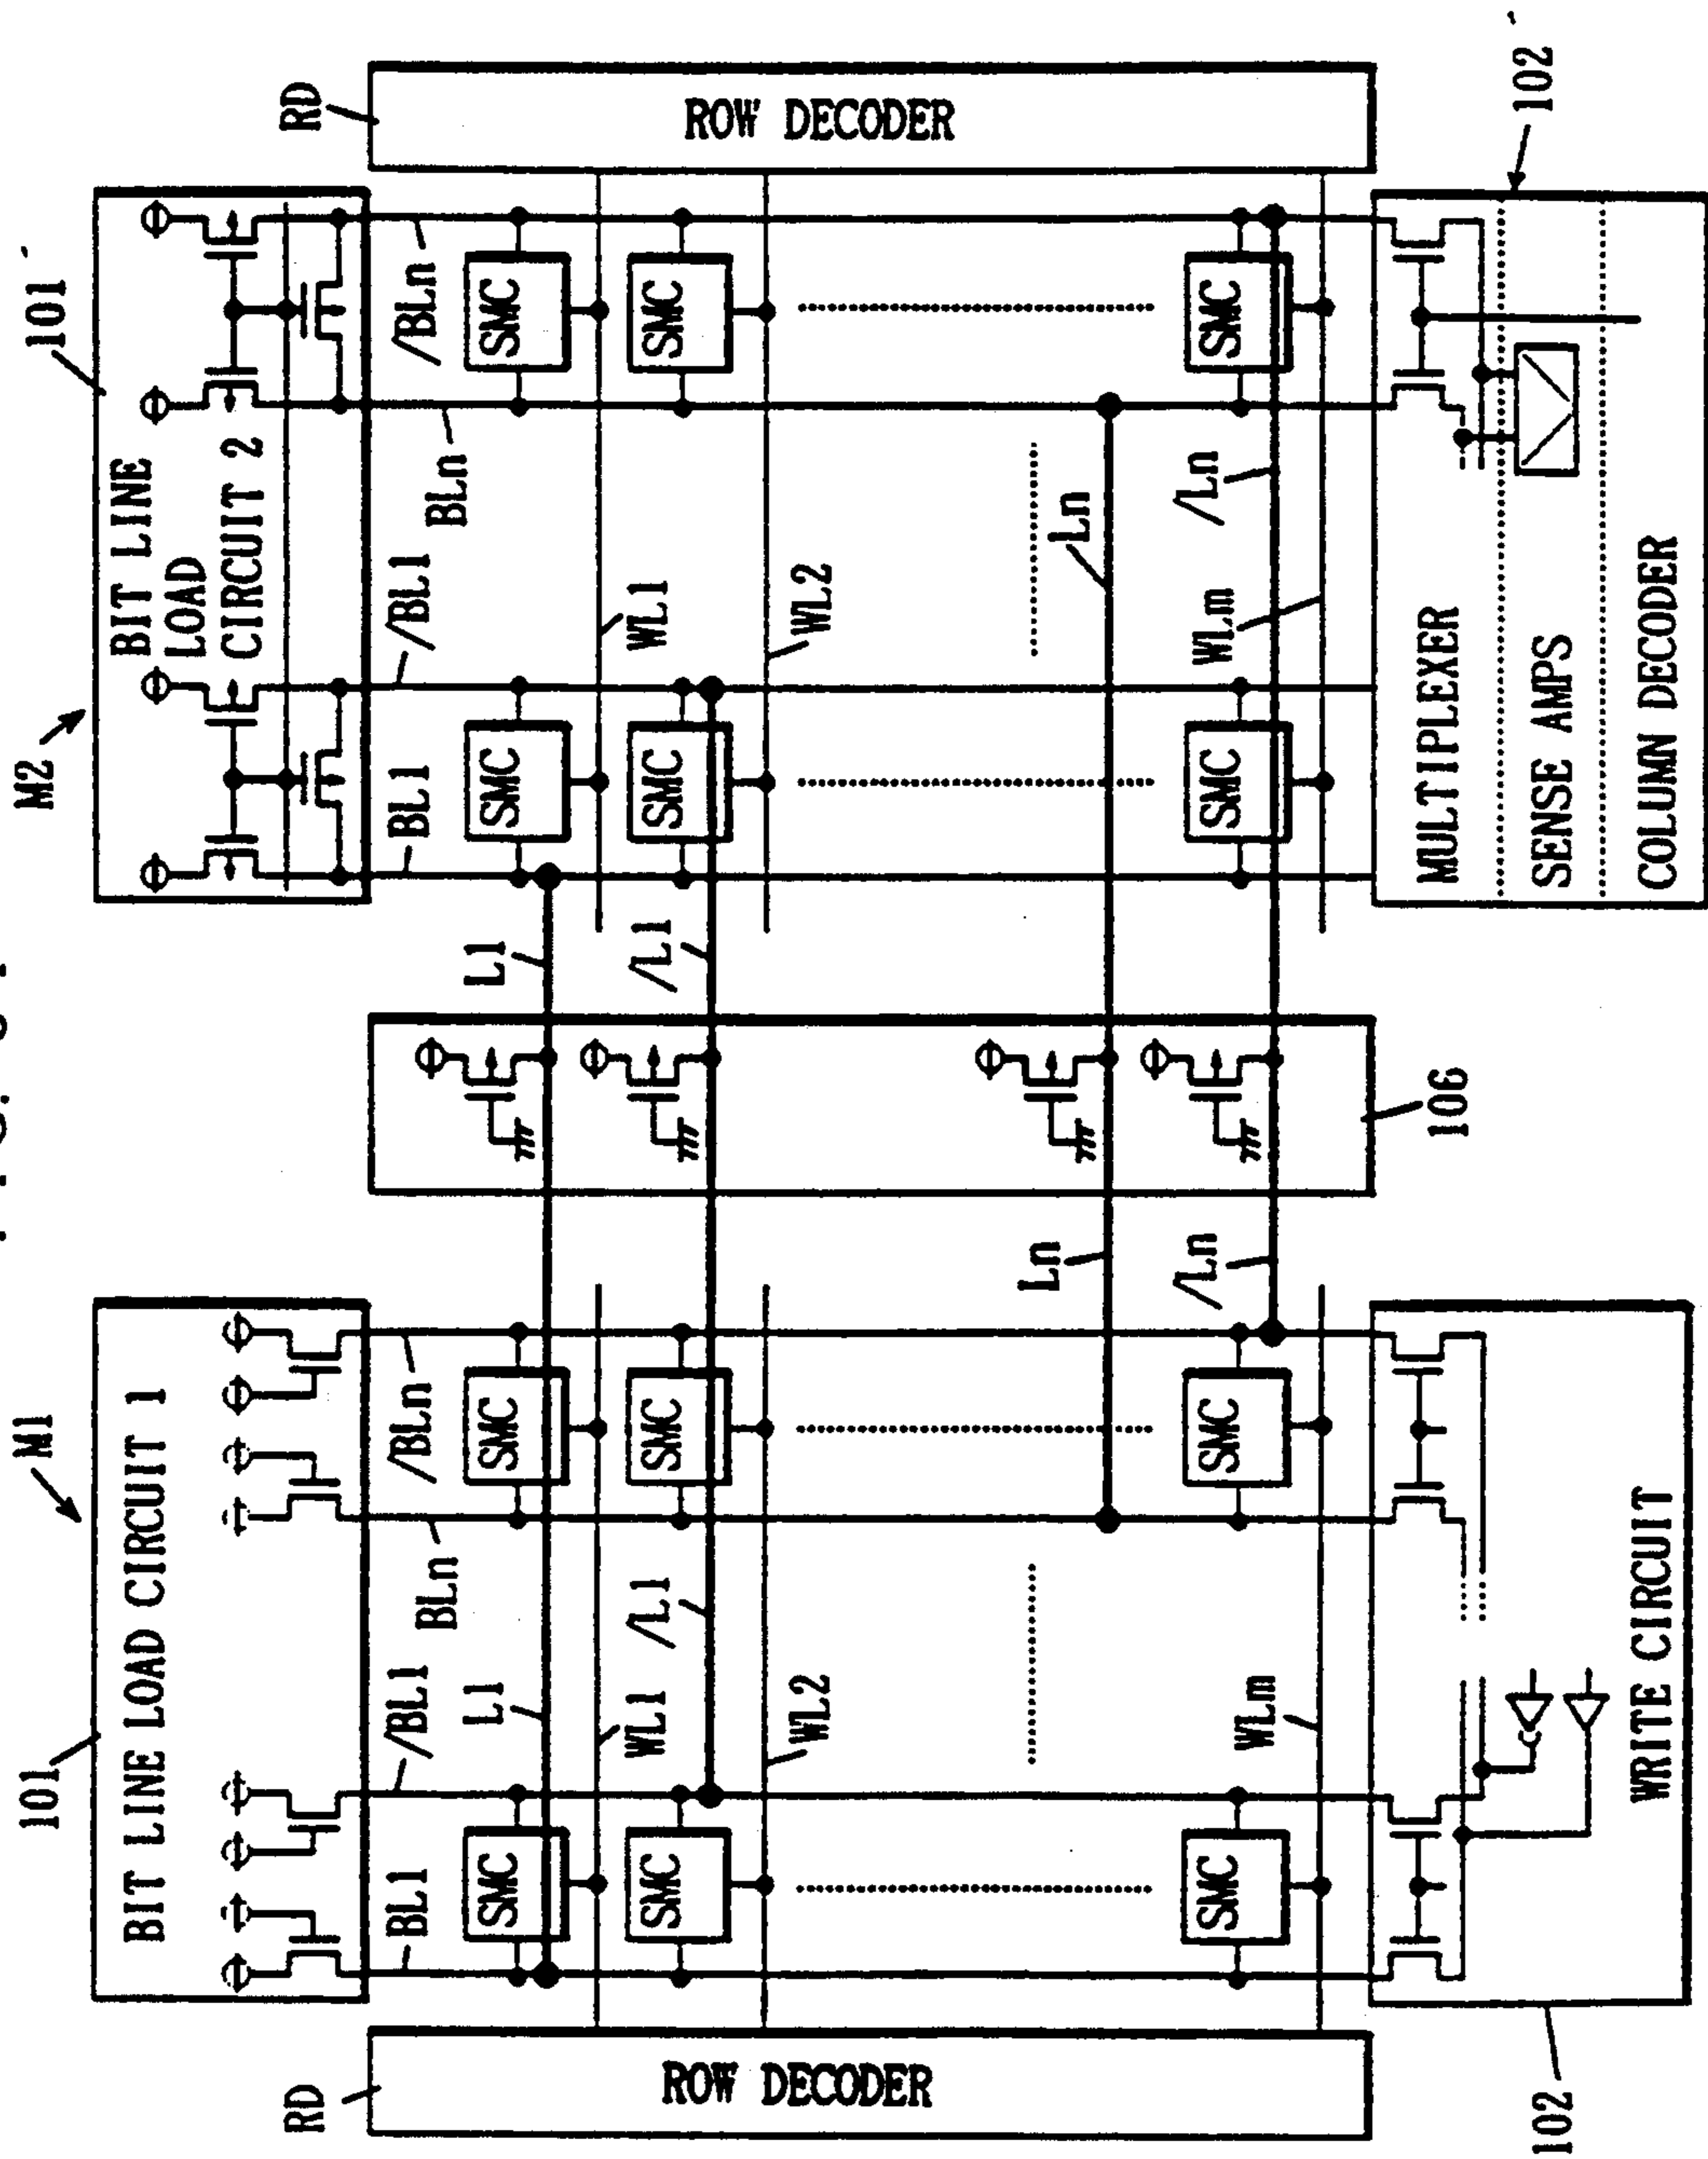 M1
M2
101
101'
BIT LINE LOAD CIRCUIT 1
BIT LINE
LOAD
CIRCUIT 2
RD
RD
BL1
/BL1
BLn
/BLn
BL1
/BL1
BLn
/BLn
SMC
SMC
SMC
SMC
L1
L1
WL1
WL1
SMC
SMC
SMC
SMC
/L1
/L1
WL2
WL2
ROW DECODER
ROW DECODER
Ln
Ln
SMC
SMC
SMC
SMC
/Ln
/Ln
WLm
WLm
106
MULTIPLEXER
SENSE AMPS
COLUMN DECODER
WRITE CIRCUIT
102
102'